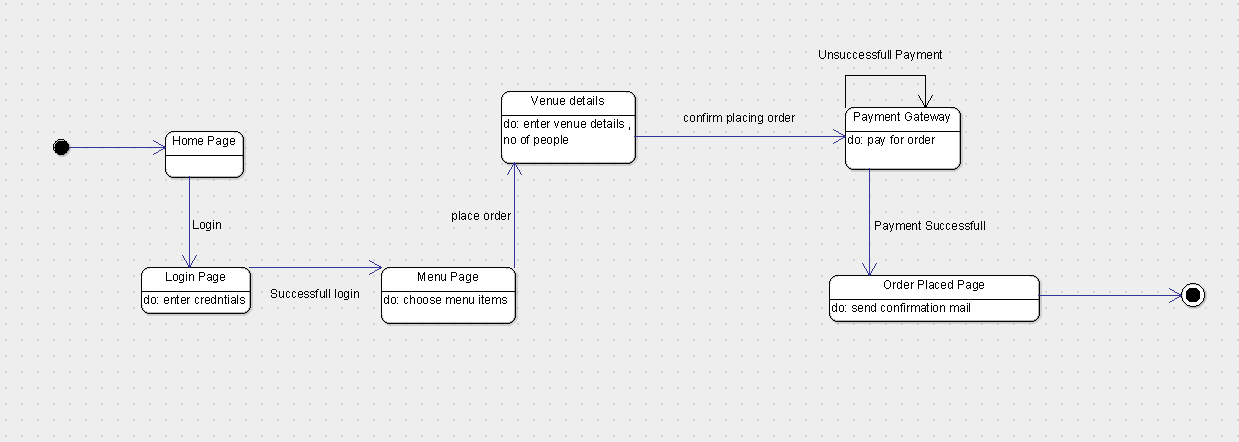 Unsuccessfull Payment
Venue details
do: enter venue details ,
no of people
confirm placing order
Payment Gateway
do: pay for order
Home Page
Login
place order
Payment Successfull
Login Page
do: enter credntials
Successfull login
Menu Page
do: choose menu items
Order Placed Page
do: send confirmation mail